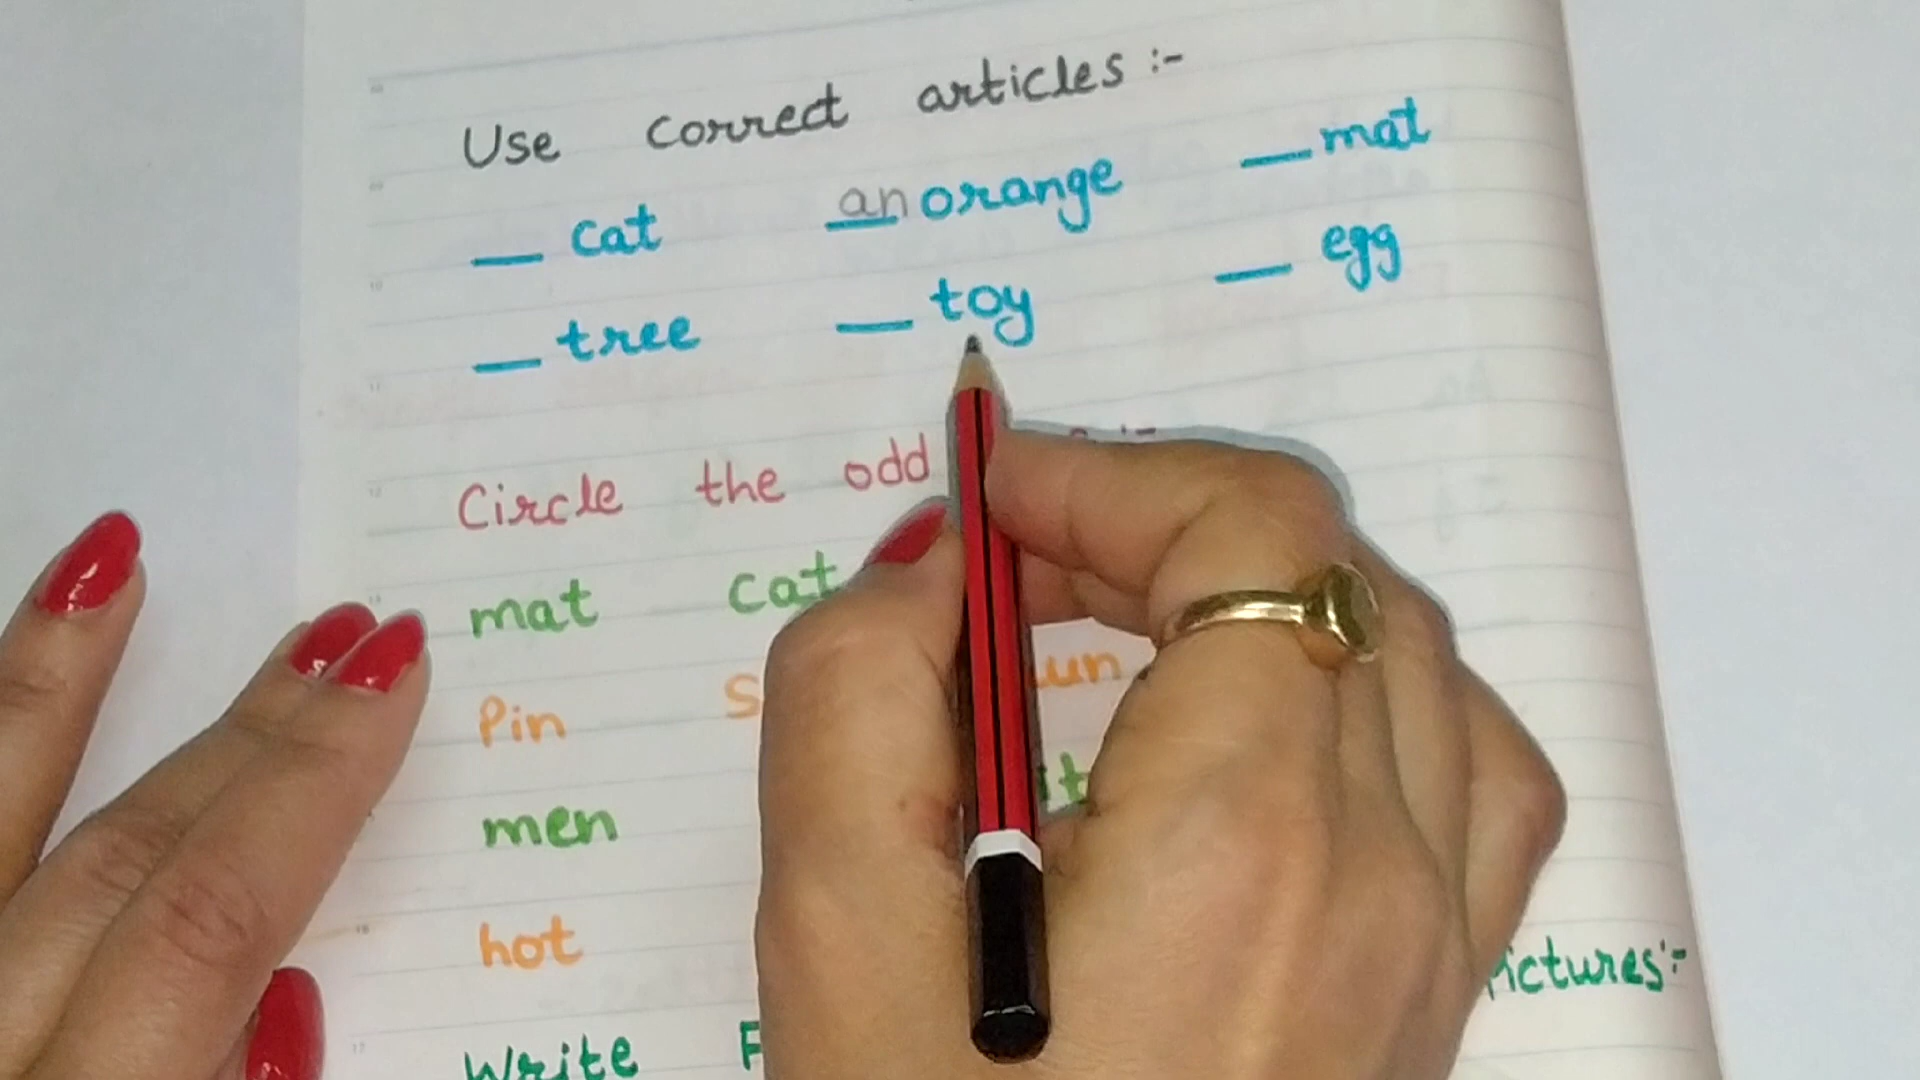 Use correct articles :-
__ cat an orange __ mat
__ tree __ toy __ egg
Circle the odd
mat cat
Pin
men
hot
Pictures:-
Write